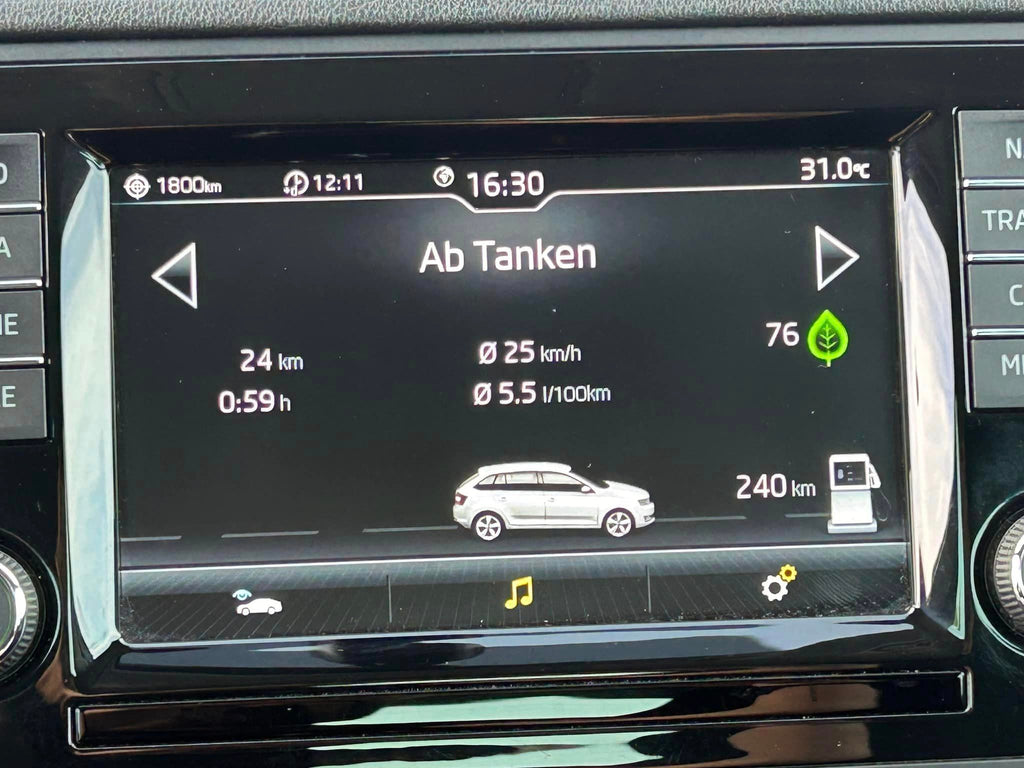 1800km 12:11 16:30 31.0°C
Ab Tanken
76
24 km Ø 25 km/h
0:59 h Ø 5.5 l/100km
240 km